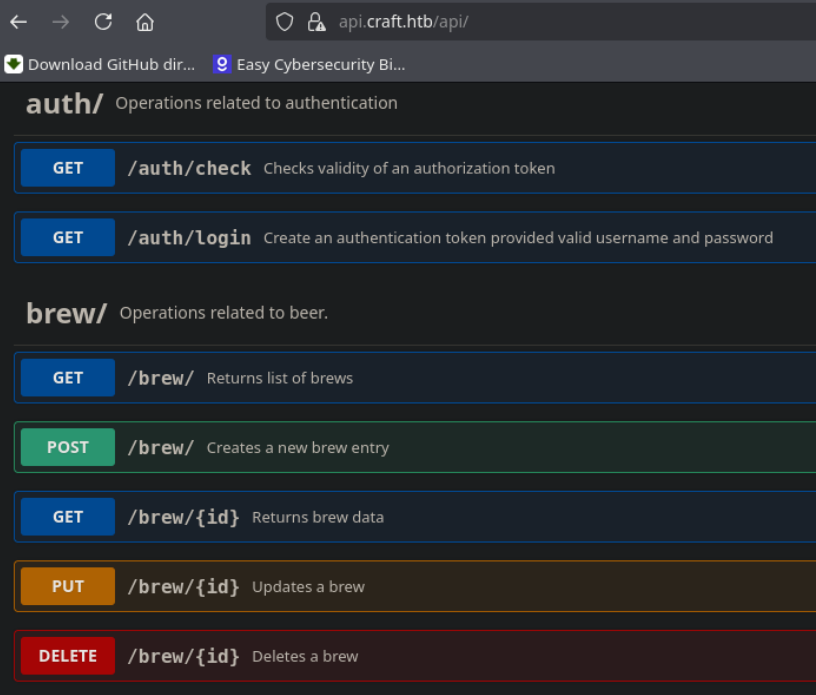 api.craft.htb/api/
Download GitHub dir... Easy Cybersecurity Bi...
auth/ Operations related to authentication
GET /auth/check Checks validity of an authorization token
GET /auth/login Create an authentication token provided valid username and password
brew/ Operations related to beer.
GET /brew/ Returns list of brews
POST /brew/ Creates a new brew entry
GET /brew/{id} Returns brew data
PUT /brew/{id} Updates a brew
DELETE /brew/{id} Deletes a brew